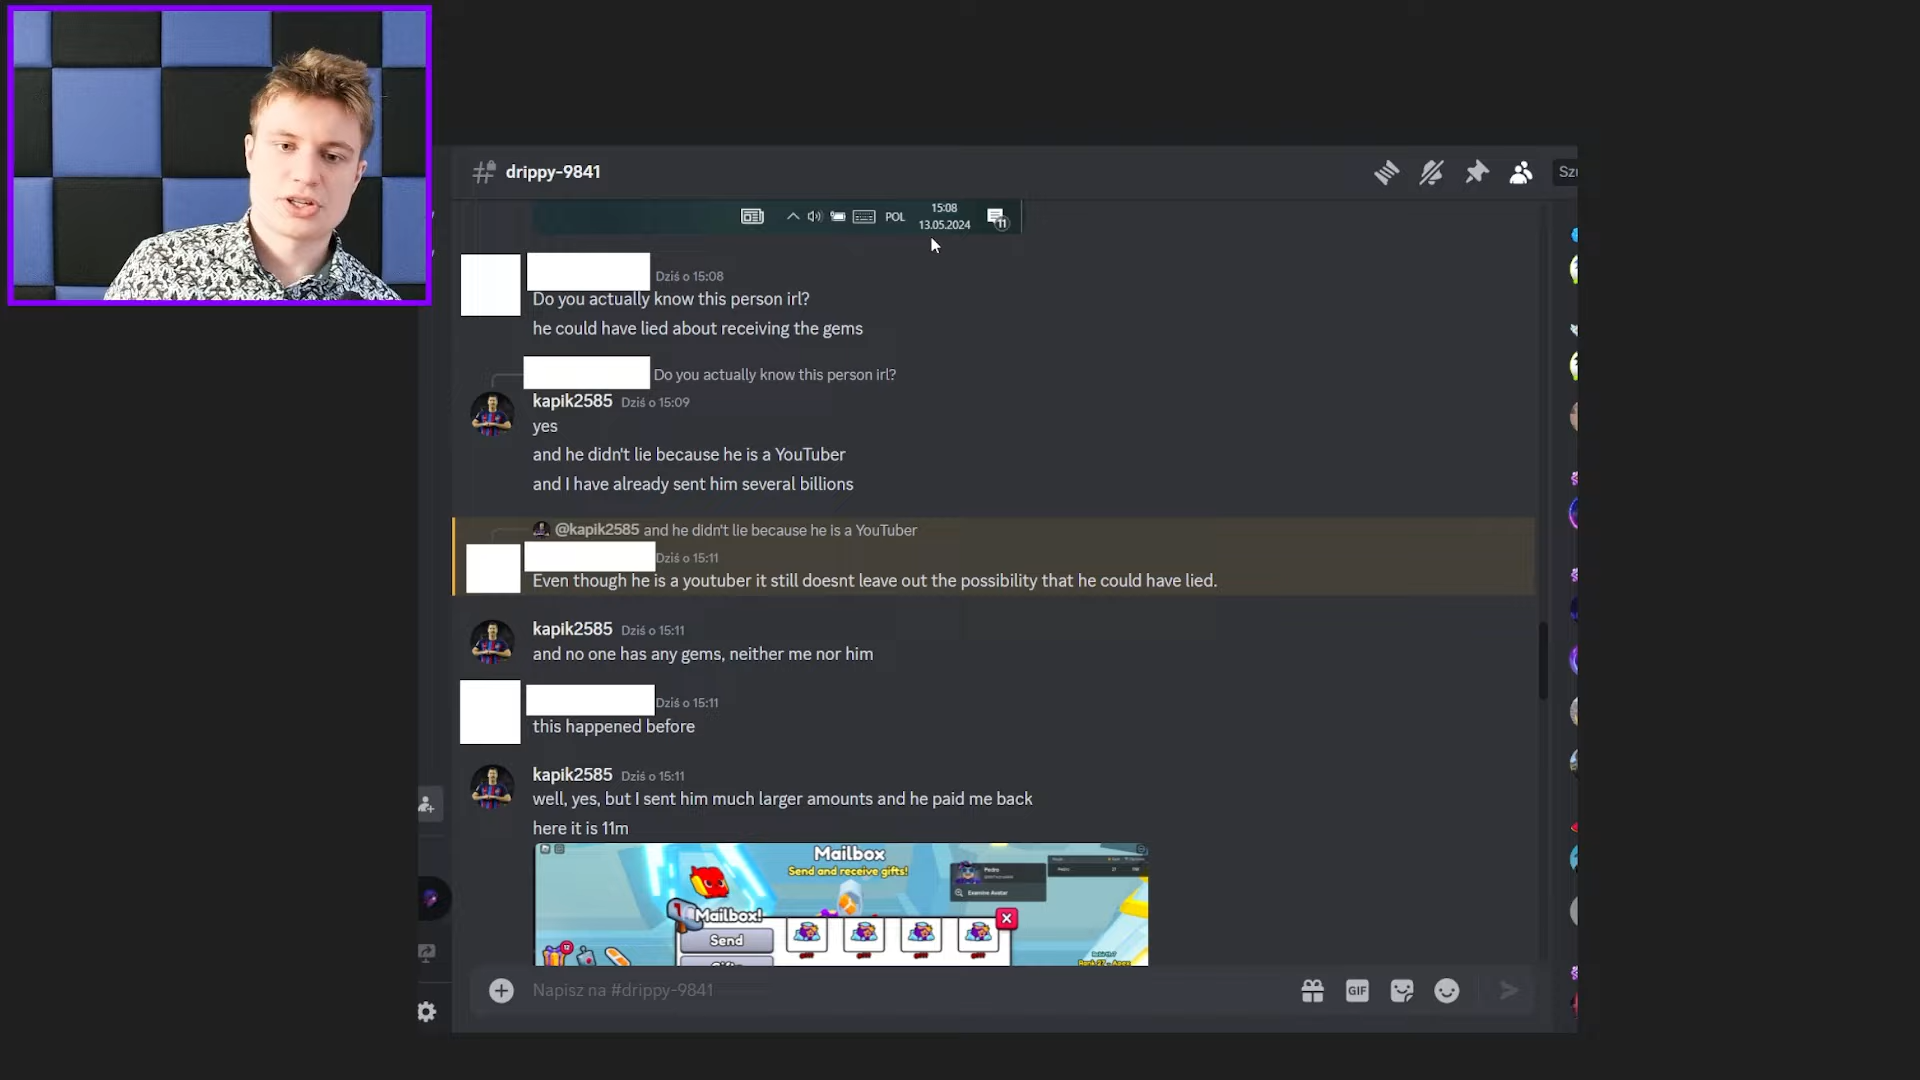 drippy-9841
Szu
POL
15:08
13.05.2024
11
Dziś o 15:08
Do you actually know this person irl?
he could have lied about receiving the gems
Do you actually know this person irl?
kapik2585 Dziś o 15:09
yes
and he didn't lie because he is a YouTuber
and I have already sent him several billions
@kapik2585 and he didn't lie because he is a YouTuber
Dziś o 15:11
Even though he is a youtuber it still doesnt leave out the possibility that he could have lied.
kapik2585 Dziś o 15:11
and no one has any gems, neither me nor him
Dziś o 15:11
this happened before
kapik2585 Dziś o 15:11
well, yes, but I sent him much larger amounts and he paid me back
here it is 11m
Mailbox
Send and receive gifts!
Pedro
Examine Avatar
Mailbox!
Send
12
Napisz na #drippy-9841
GIF